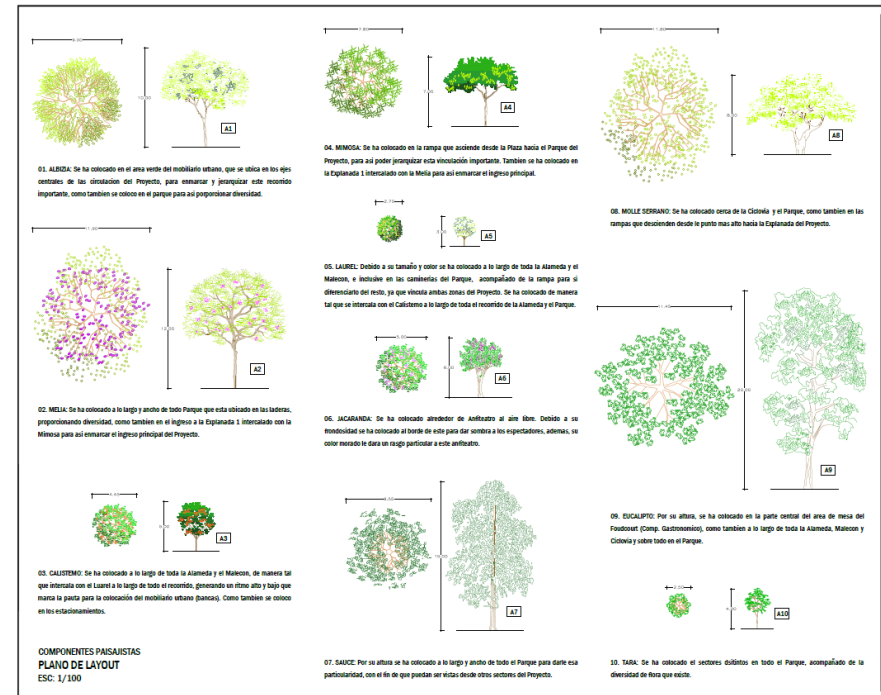 9.90
10.00
A1
01. ALBIZIA: Se ha colocado en el area verde del mobiliario urbano, que se ubica en los ejes
centrales de las circulacion del Proyecto, para enmarcar y jerarquizar este recorrido
importante, como tambien se coloco en el parque para asi porporcionar diversidad.
A2
02. MELIA: Se ha colocado a lo largo y ancho de todo Parque que esta ubicado en las laderas,
proporcionando diversidad, como tambien en el ingreso a la Explanada 1 intercalado con la
Mimosa para asi enmarcar el ingreso principal del Proyecto.
A3
03. CALISTEMO: Se ha colocado a lo largo de toda la Alameda y el Malecon, de manera tal
que intercala con el Luarel a lo largo de todo el recorrido, generando un ritmo alto y bajo que
marca la pauta para la colocación del mobiliario urbano (bancas). Como tambien se coloco
en los estacionamientos.
COMPONENTES PAISAJISTAS
PLANO DE LAYOUT
ESC: 1/100
7.80
A4
04. MIMOSA: Se ha colocado en la rampa que asciende desde la Plaza hacia el Parque del
Proyecto, para asi poder jerarquizar esta vinculación importante. Tambien se ha colocado en
la Explanada 1 intercalado con la Melia para asi enmarcar el ingreso principal.
2.70
A5
05. LAUREL: Debido a su tamaño y color se ha colocado a lo largo de toda la Alameda y el
Malecon, e inclusive en las caminerias del Parque, acompañado de la rampa para si
diferenciarlo del resto, ya que vincula ambas zonas del Proyecto. Se ha colocado de manera
tal que se intercala con el Calistemo a lo largo de toda el recorrido de la Alameda y el Parque.
A6
06. JACARANDA: Se ha colocado alrededor de Anfiteatro al aire libre. Debido a su
frondosidad se ha colocado al borde de este para dar sombra a los espectadores, ademas, su
color morado le dara un rasgo particular a este anfiteatro.
A7
07. SAUCE: Por su altura se ha colocado a lo largo y ancho de todo el Parque para darle esa
particularidad, con el fin de que puedan ser vistas desde otros sectores del Proyecto.
A8
08. MOLLE SERRANO: Se ha colocado cerca de la Ciclovia y el Parque, como tambien en las
rampas que descienden desde le punto mas alto hacia la Explanada del Proyecto.
11.40
A9
09. EUCALIPTO: Por su altura, se ha colocado en la parte central del area de mesa del
Foudcourt (Comp. Gastronomico), como tambien a lo largo de toda la Alameda, Malecon y
Ciclovia y sobre todo en el Parque.
A10
10. TARA: Se ha colocado el sectores dsitintos en todo el Parque, acompañado de la
diversidad de flora que existe.